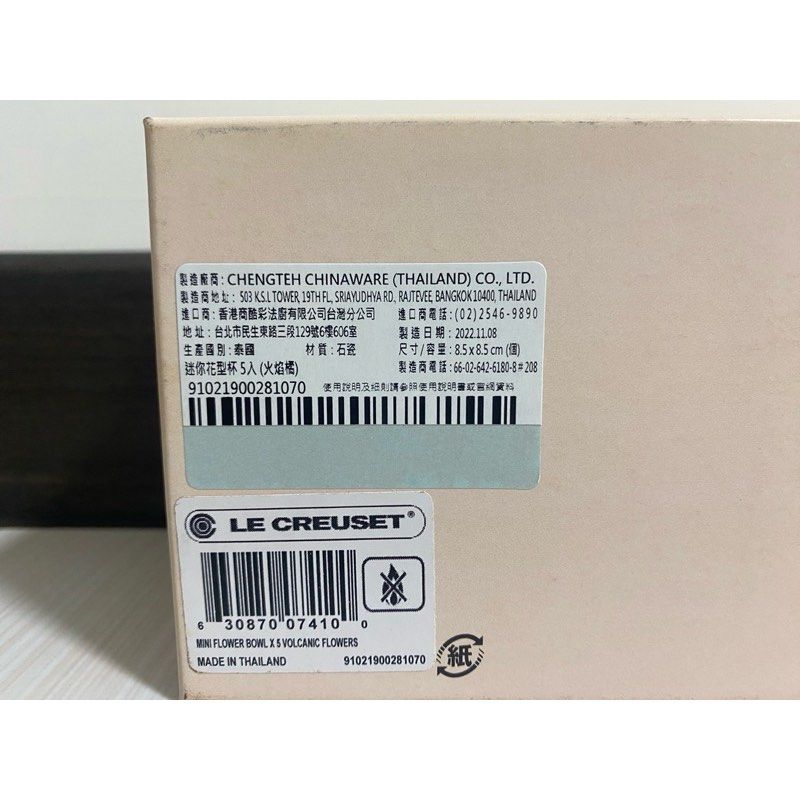 製造廠商: CHENGTEH CHINAWARE (THAILAND) CO., LTD.
製造商地址: 503 K.S.L TOWER, 19TH FL., SRIAYUDHYA RD., RAJTEVEE, BANGKOK 10400, THAILAND
進口商: 香港商酷彩法廚有限公司台灣分公司 進口商電話: (02)2546-9890
地址: 台北市民生東路三段129號6樓606室 製造日期: 2022.11.08
生產國別: 泰國 材質: 石瓷 尺寸/容量: 8.5x8.5cm (個)
迷你花型杯 5入 (火焰橘) 製造商電話: 66-02-642-6180-8#208
91021900281070 使用說明及細則請參照使用說明書或官網資料
LE CREUSET®
6 30870 07410 0
MINI FLOWER BOWL X 5 VOLCANIC FLOWERS
MADE IN THAILAND 91021900281070
紙